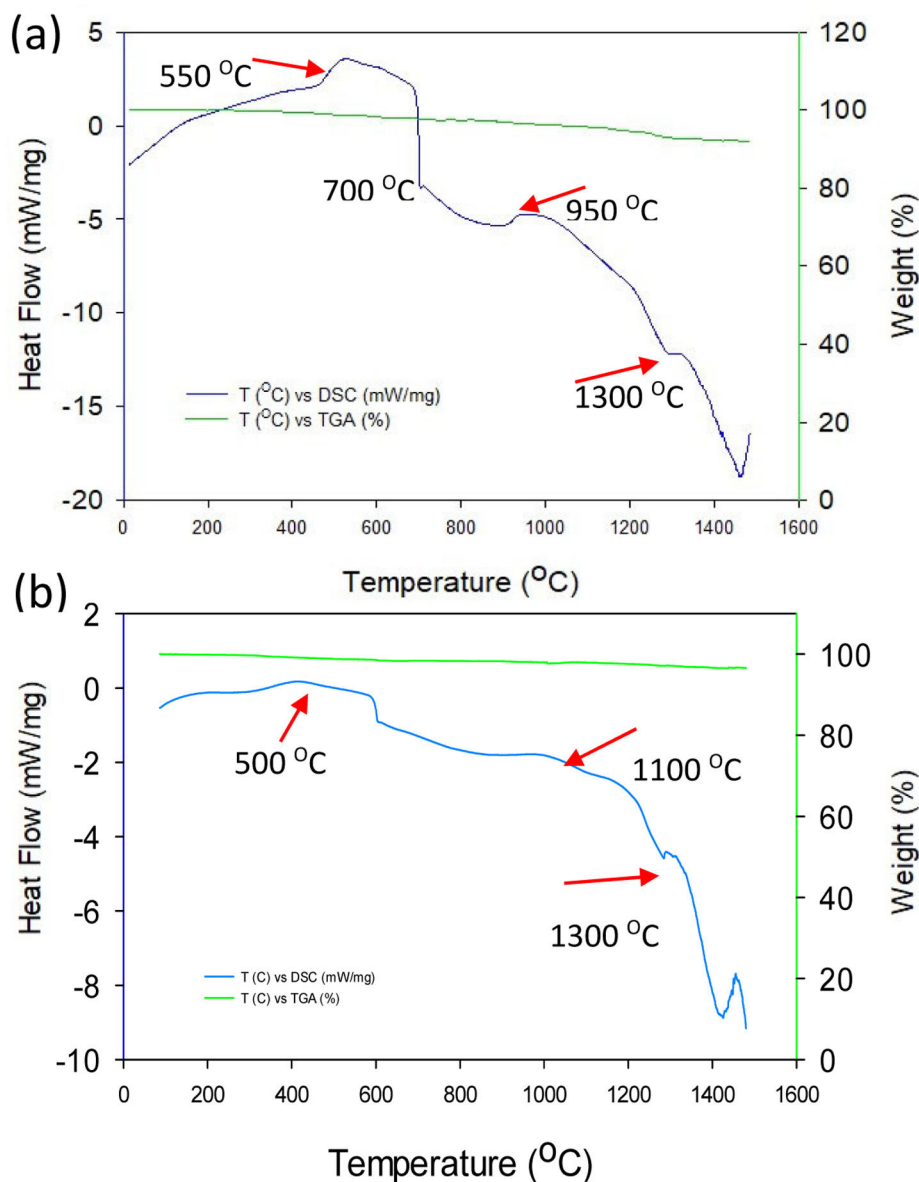 (a)
5
0
-5
-10
-15
-20
Heat Flow (mW/mg)
120
100
80
60
40
20
0
Weight (%)
550 °C
700 °C
950 °C
1300 °C
T (°C) vs DSC (mW/mg)
T (°C) vs TGA (%)
0 200 400 600 800 1000 1200 1400 1600
Temperature (°C)
(b)
2
0
-2
-4
-6
-8
-10
Heat Flow (mW/mg)
100
80
60
40
20
0
Weight (%)
500 °C
1100 °C
1300 °C
T (C) vs DSC (mW/mg)
T (C) vs TGA (%)
0 200 400 600 800 1000 1200 1400 1600
Temperature (°C)